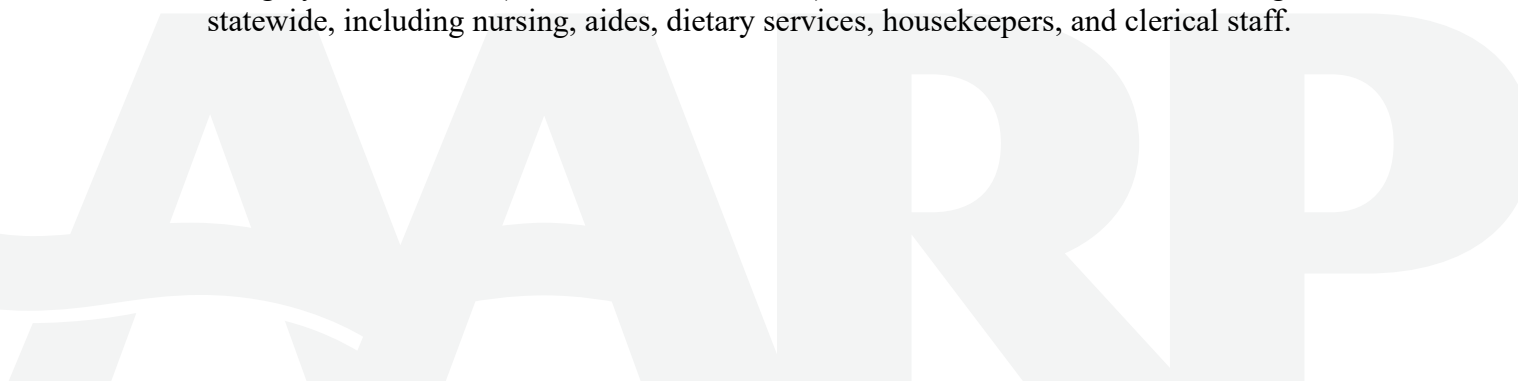 statewide, including nursing, aides, dietary services, housekeepers, and clerical staff.
AARP